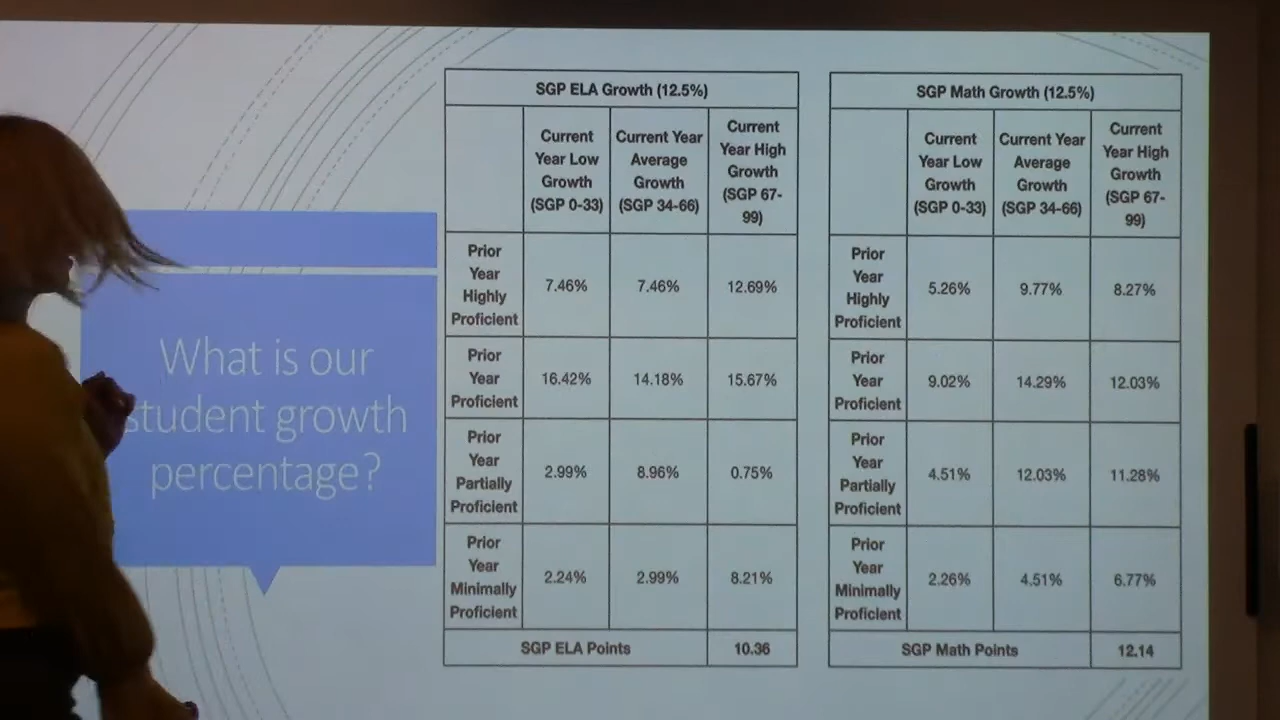 What is our
student growth
percentage?
SGP ELA Growth (12.5%)
Current
Year Low
Growth
(SGP 0-33)
Current Year
Average
Growth
(SGP 34-66)
Current
Year High
Growth
(SGP 67-
99)
Prior
Year
Highly
Proficient
7.46%
7.46%
12.69%
Prior
Year
Proficient
16.42%
14.18%
15.67%
Prior
Year
Partially
Proficient
2.99%
8.96%
0.75%
Prior
Year
Minimally
Proficient
2.24%
2.99%
8.21%
SGP ELA Points
10.36
SGP Math Growth (12.5%)
Current
Year Low
Growth
(SGP 0-33)
Current Year
Average
Growth
(SGP 34-66)
Current
Year High
Growth
(SGP 67-
99)
Prior
Year
Highly
Proficient
5.26%
9.77%
8.27%
Prior
Year
Proficient
9.02%
14.29%
12.03%
Prior
Year
Partially
Proficient
4.51%
12.03%
11.28%
Prior
Year
Minimally
Proficient
2.26%
4.51%
6.77%
SGP Math Points
12.14